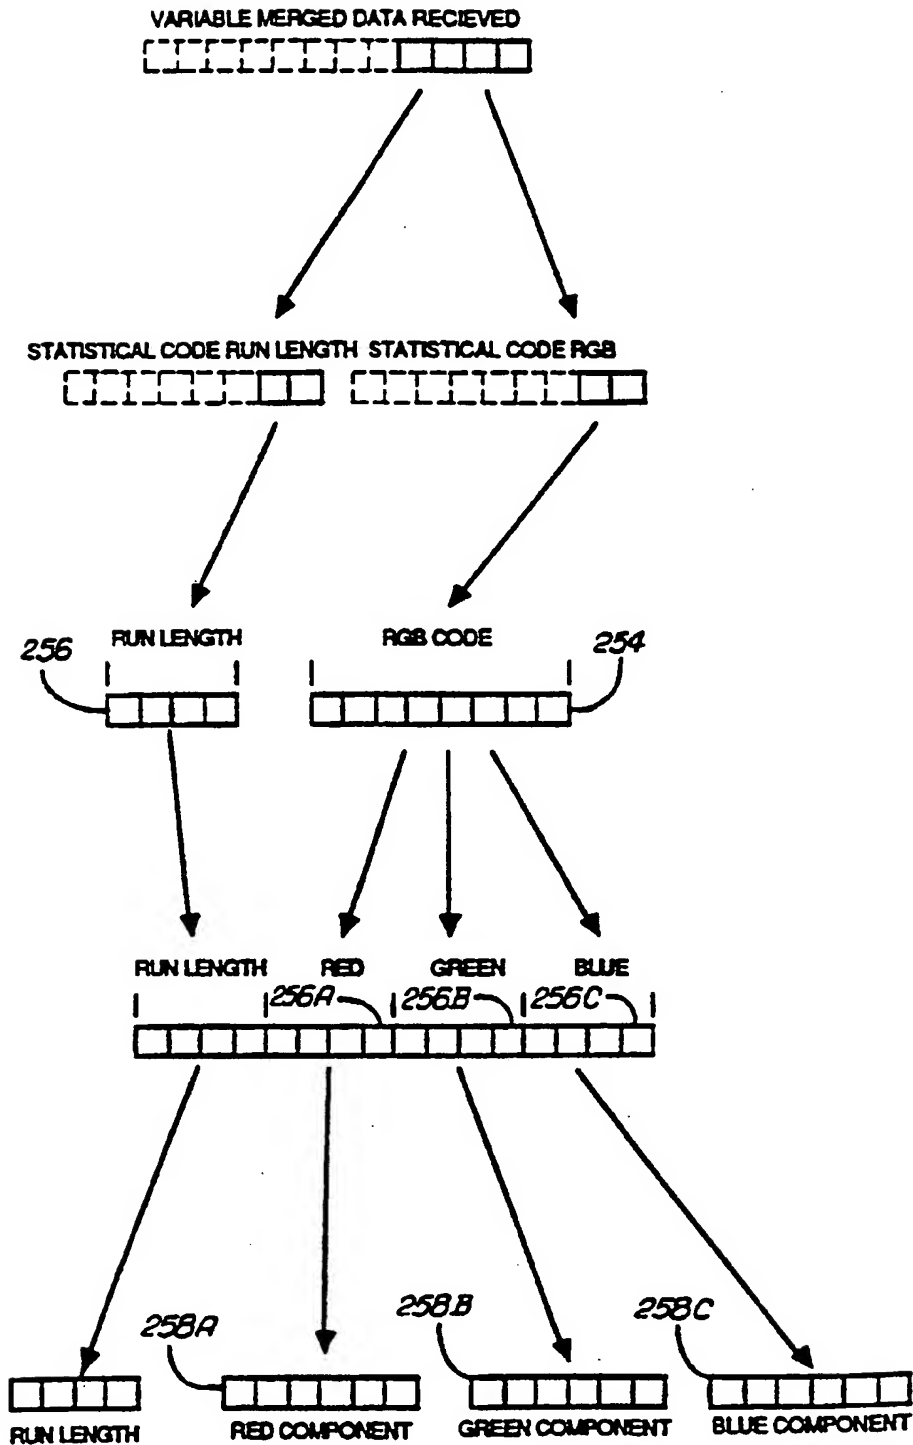 VARIABLE MERGED DATA RECIEVED
STATISTICAL CODE RUN LENGTH STATISTICAL CODE RGB
256 RUN LENGTH RGB CODE 254
RUN LENGTH RED GREEN BLUE
256A 256B 256C
258A 258B 258C
RUN LENGTH RED COMPONENT GREEN COMPONENT BLUE COMPONENT